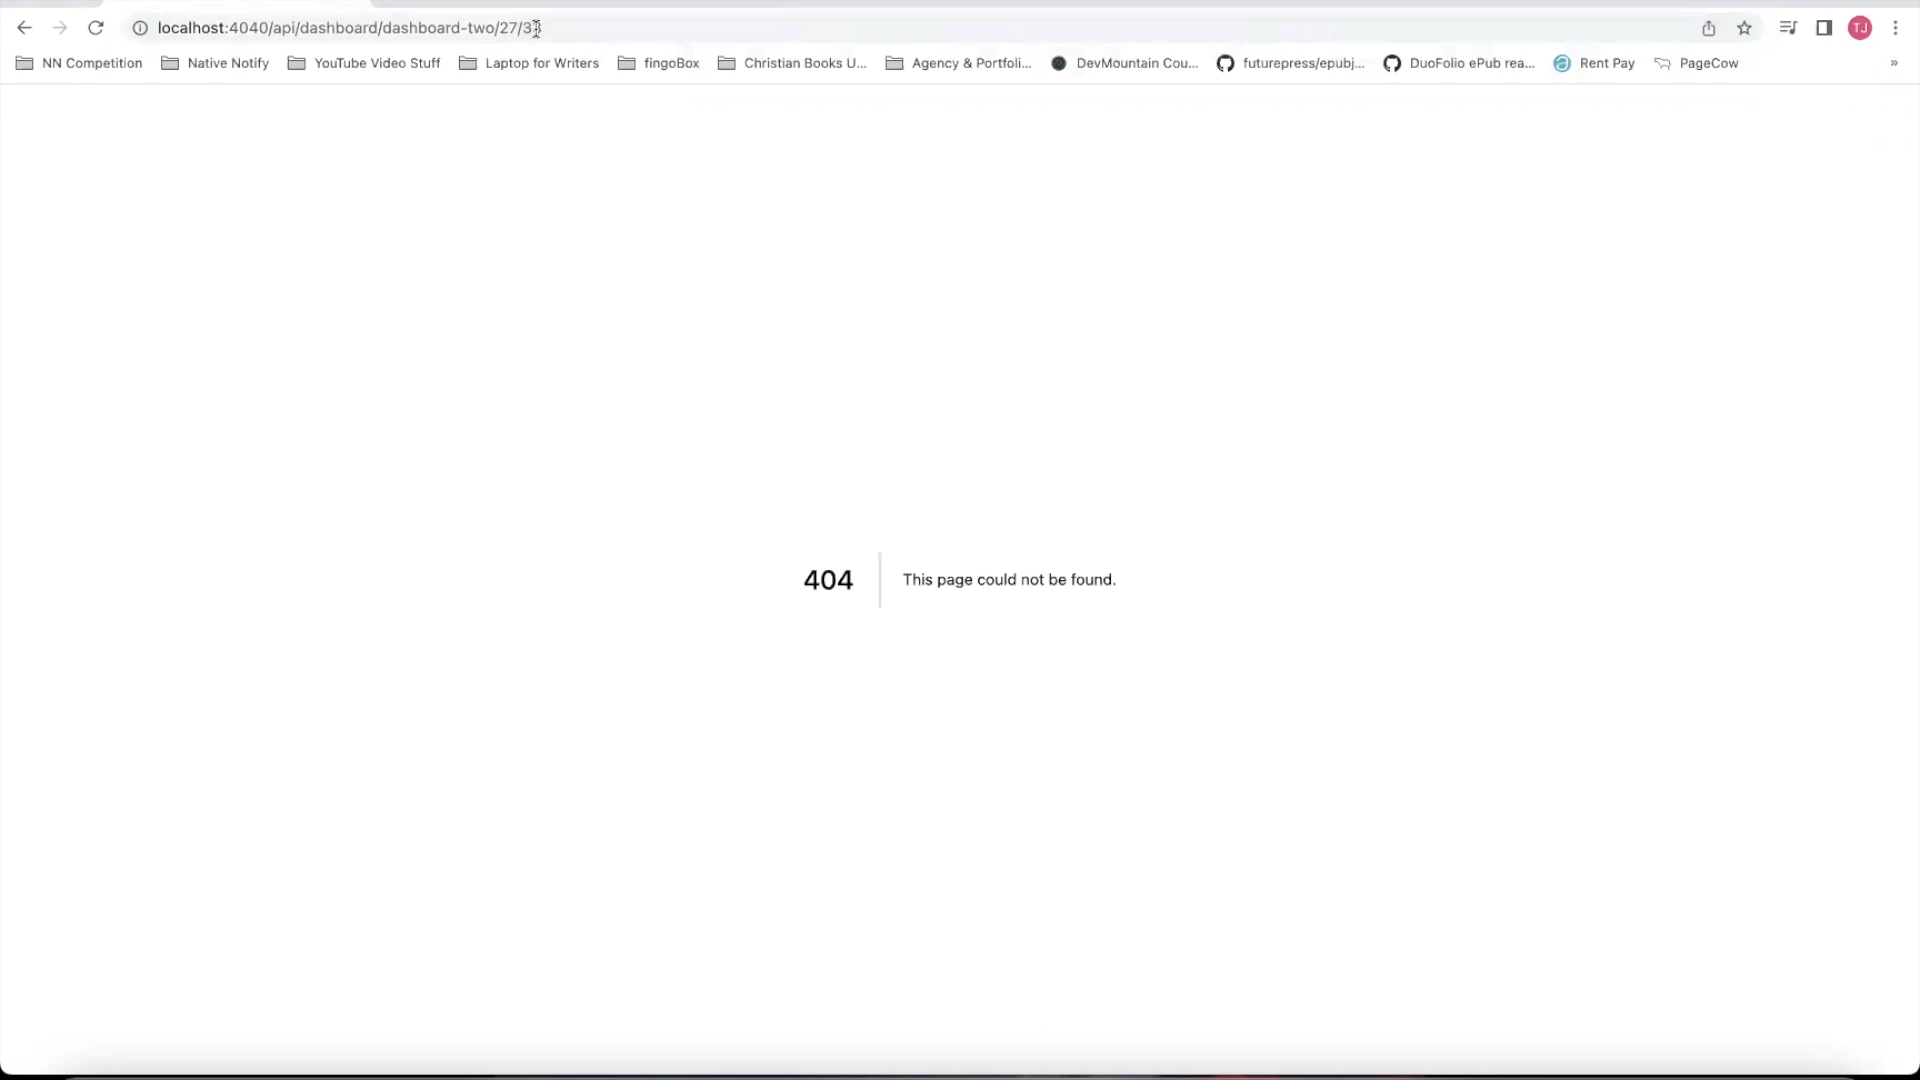 localhost:4040/api/dashboard/dashboard-two/27/33
TJ
NN Competition
Native Notify
YouTube Video Stuff
Laptop for Writers
fingoBox
Christian Books U...
Agency & Portfoli...
DevMountain Cou...
futurepress/epubj...
DuoFolio ePub rea...
Rent Pay
PageCow
»
404
This page could not be found.